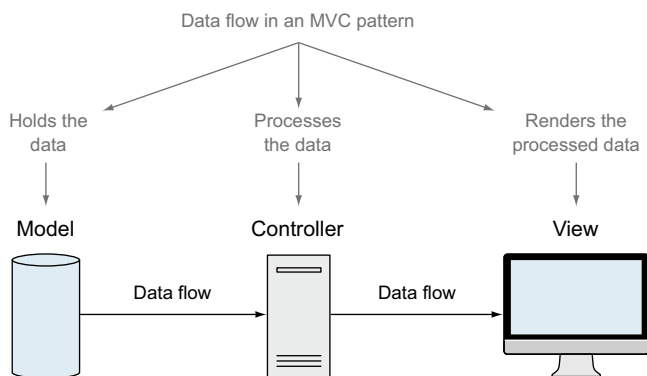 Data flow in an MVC pattern
Holds the
data
Processes
the data
Renders the
processed data
Model
Controller
View
Data flow
Data flow